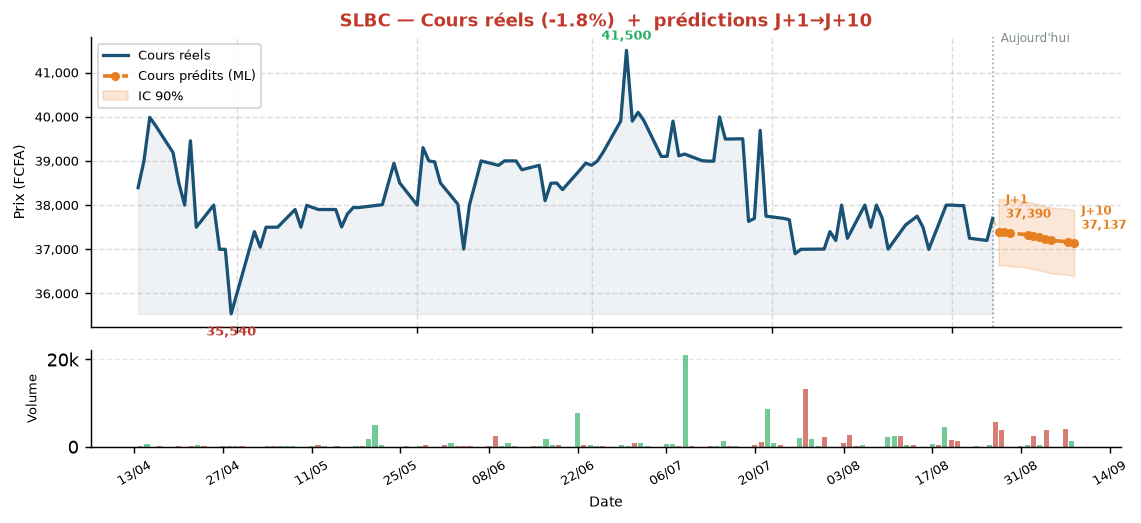 SLBC — Cours réels (-1.8%)  +  prédictions J+1→J+10
41,500
Aujourd'hui
Cours réels
Cours prédits (ML)
IC 90%
Prix (FCFA)
41,000
40,000
39,000
38,000
37,000
36,000
J+1
37,390
J+10
37,137
35,540
Volume
20k
0
13/04
27/04
11/05
25/05
08/06
22/06
06/07
20/07
03/08
17/08
31/08
14/09
Date